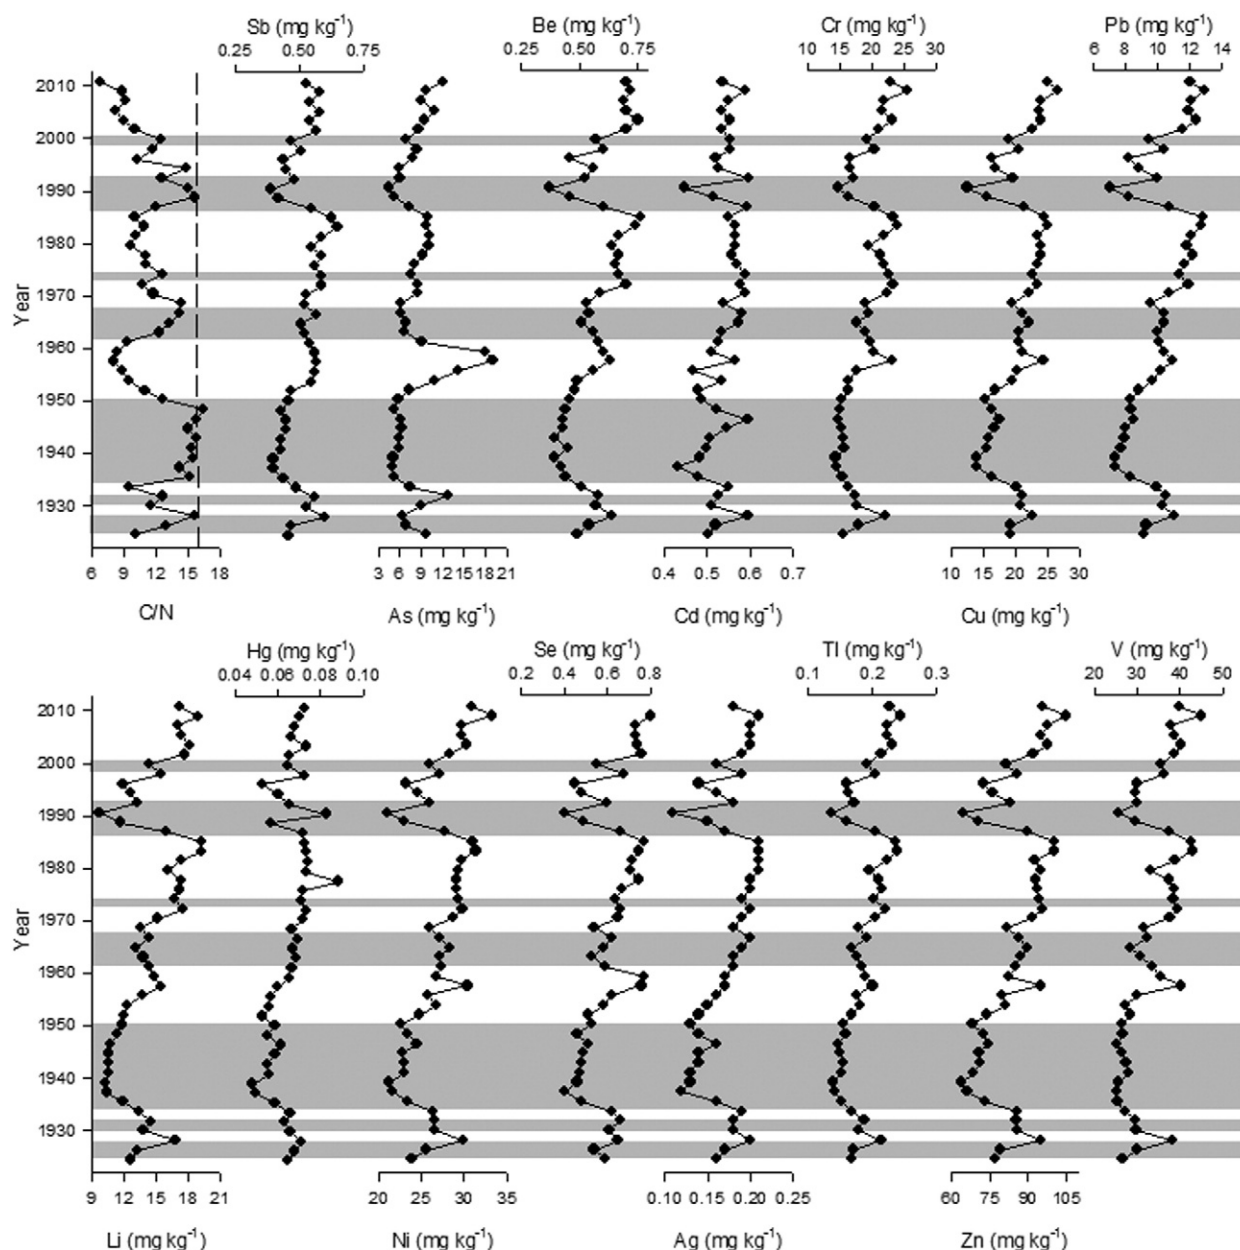 Sb (mg kg⁻¹) Be (mg kg⁻¹) Cr (mg kg⁻¹) Pb (mg kg⁻¹)
0.25 0.50 0.75 0.25 0.50 0.75 10 15 20 25 30 6 8 10 12 14
2010
2000
1990
1980
1970
1960
1950
1940
1930
Year
6 9 12 15 18 3 6 9 12 15 18 21 0.4 0.5 0.6 0.7 10 15 20 25 30
C/N As (mg kg⁻¹) Cd (mg kg⁻¹) Cu (mg kg⁻¹)
Hg (mg kg⁻¹) Se (mg kg⁻¹) Tl (mg kg⁻¹) V (mg kg⁻¹)
0.04 0.06 0.08 0.10 0.2 0.4 0.6 0.8 0.1 0.2 0.3 20 30 40 50
2010
2000
1990
1980
1970
1960
1950
1940
1930
Year
9 12 15 18 21 20 25 30 35 0.10 0.15 0.20 0.25 60 75 90 105
Li (mg kg⁻¹) Ni (mg kg⁻¹) Ag (mg kg⁻¹) Zn (mg kg⁻¹)